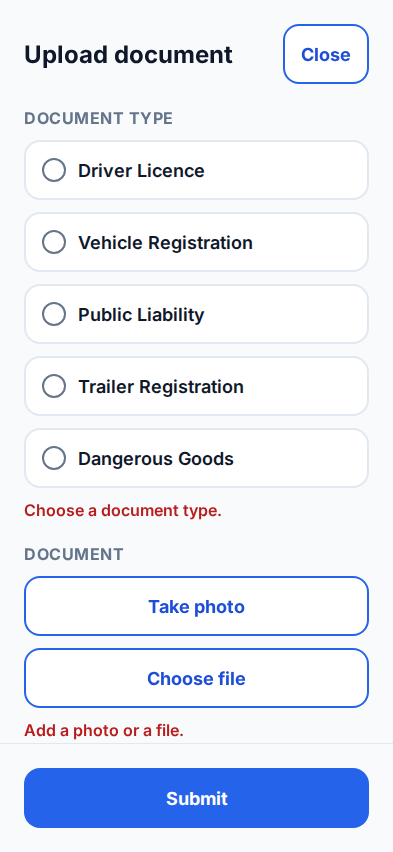 Upload document
Close
DOCUMENT TYPE
Driver Licence
Vehicle Registration
Public Liability
Trailer Registration
Dangerous Goods
Choose a document type.
DOCUMENT
Take photo
Choose file
Add a photo or a file.
Submit